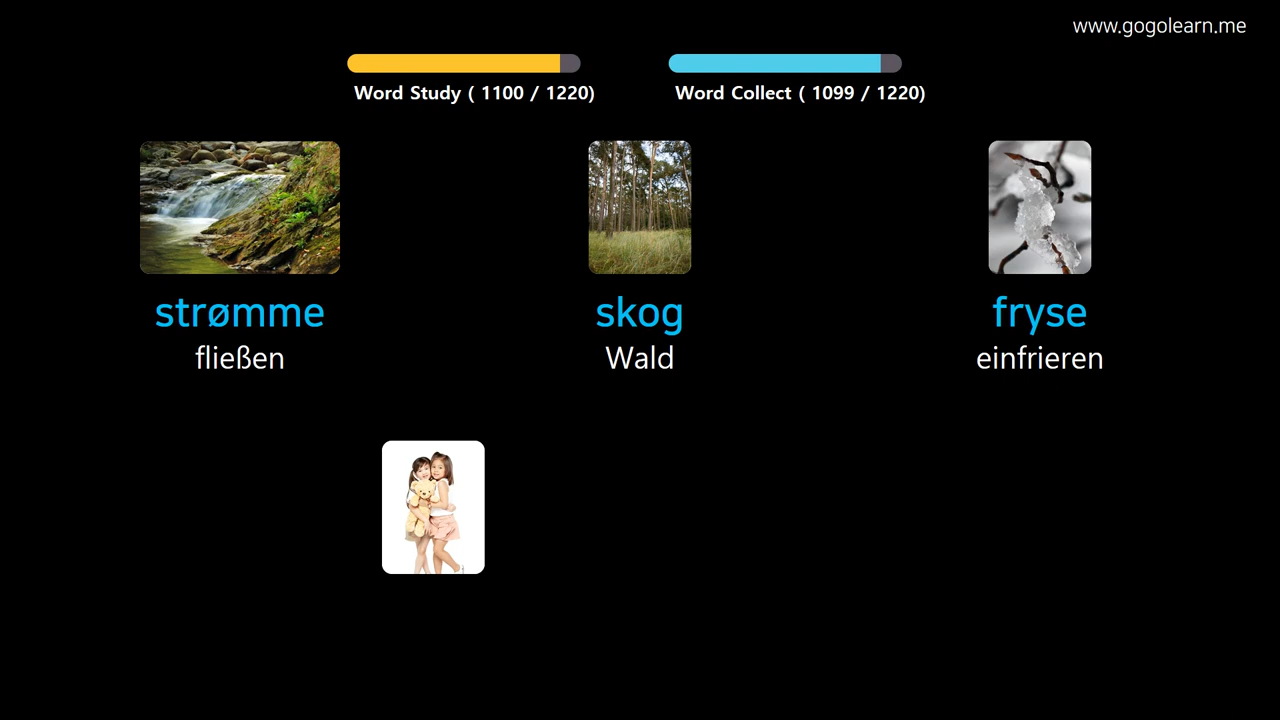 www.gogolearn.me
Word Study ( 1100 / 1220)
Word Collect ( 1099 / 1220)
strømme
skog
fryse
fließen
Wald
einfrieren